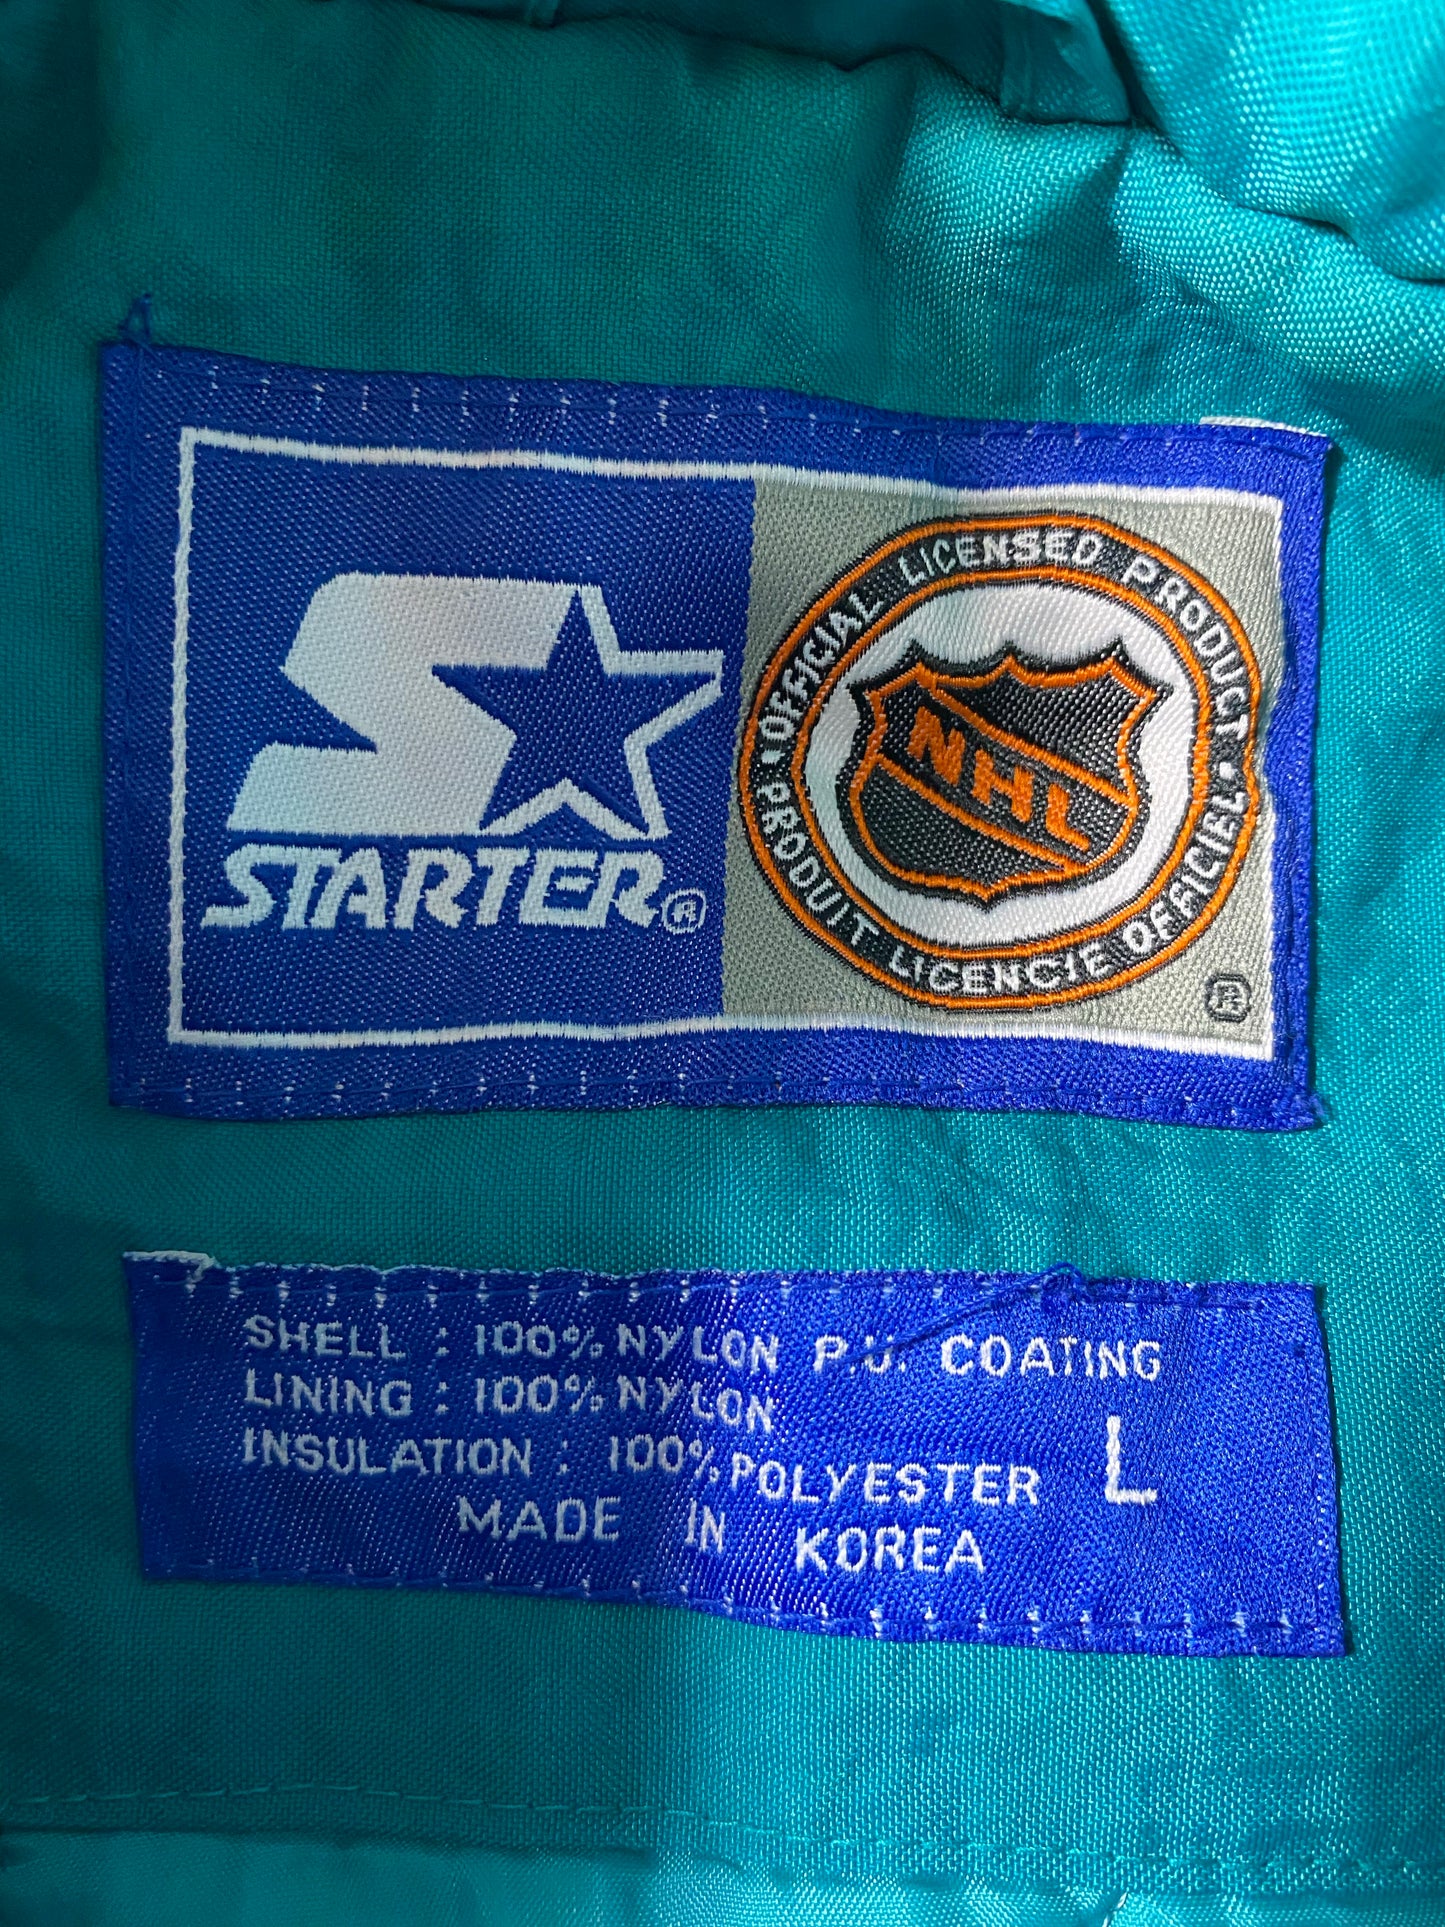 STARTER®
OFFICIAL LICENSED PRODUCT •
PRODUIT LICENCIE OFFICIEL •
NHL
®
SHELL : 100% NYLON P.U. COATING
LINING : 100% NYLON
INSULATION : 100% POLYESTER L
MADE IN KOREA